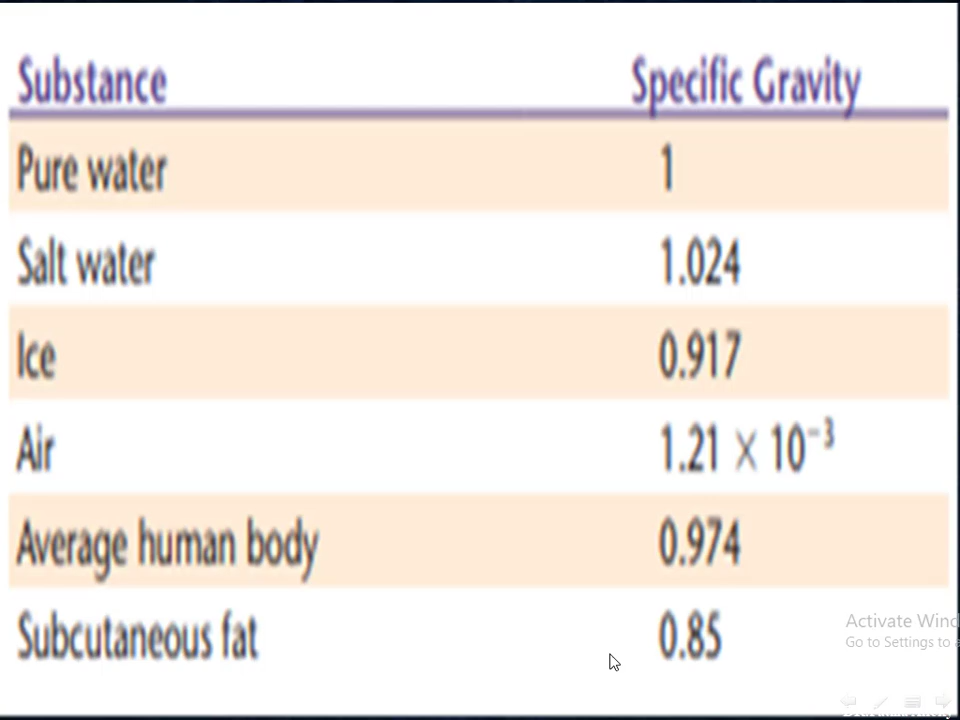 Substance Specific Gravity
Pure water 1
Salt water 1.024
Ice 0.917
Air 1.21 × 10⁻³
Average human body 0.974
Subcutaneous fat 0.85
Activate Wind
Go to Settings to a